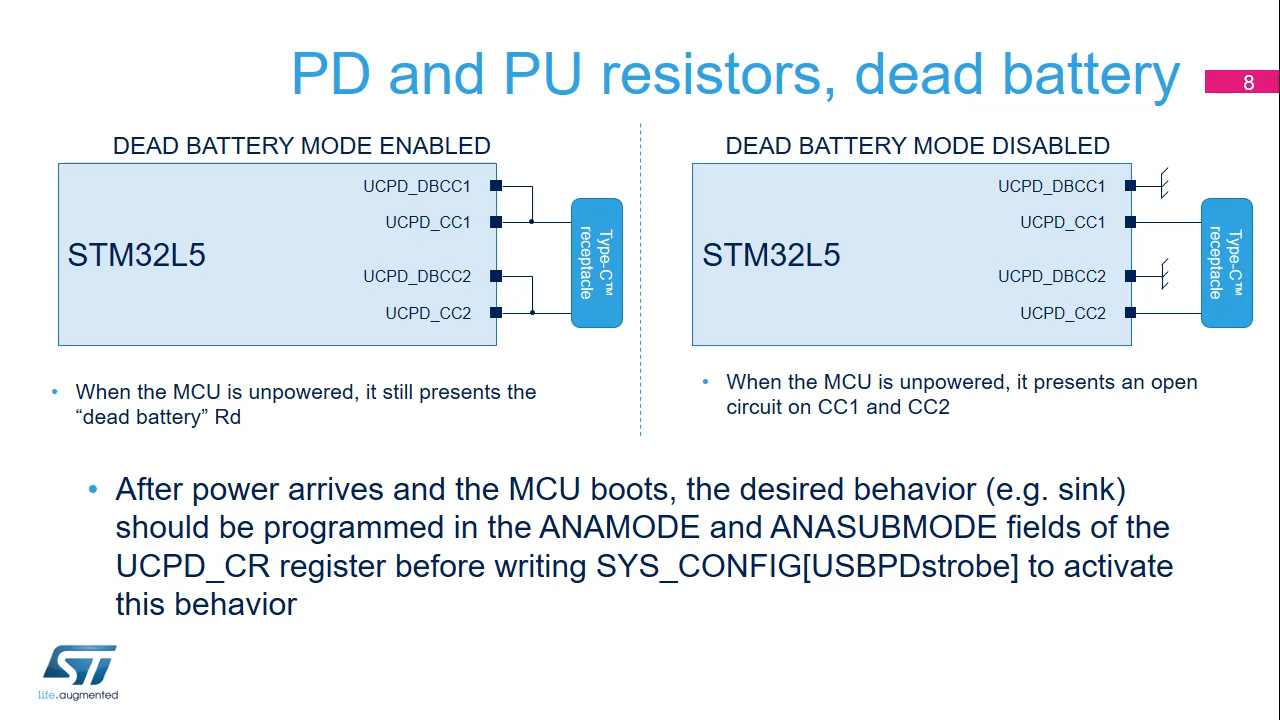 PD and PU resistors, dead battery
8
DEAD BATTERY MODE ENABLED
UCPD_DBCC1
UCPD_CC1
STM32L5
UCPD_DBCC2
UCPD_CC2
Type-C™
receptacle
• When the MCU is unpowered, it still presents the
“dead battery” Rd
DEAD BATTERY MODE DISABLED
UCPD_DBCC1
UCPD_CC1
STM32L5
UCPD_DBCC2
UCPD_CC2
Type-C™
receptacle
• When the MCU is unpowered, it presents an open
circuit on CC1 and CC2
• After power arrives and the MCU boots, the desired behavior (e.g. sink)
should be programmed in the ANAMODE and ANASUBMODE fields of the
UCPD_CR register before writing SYS_CONFIG[USBPDstrobe] to activate
this behavior
ST
life.augmented